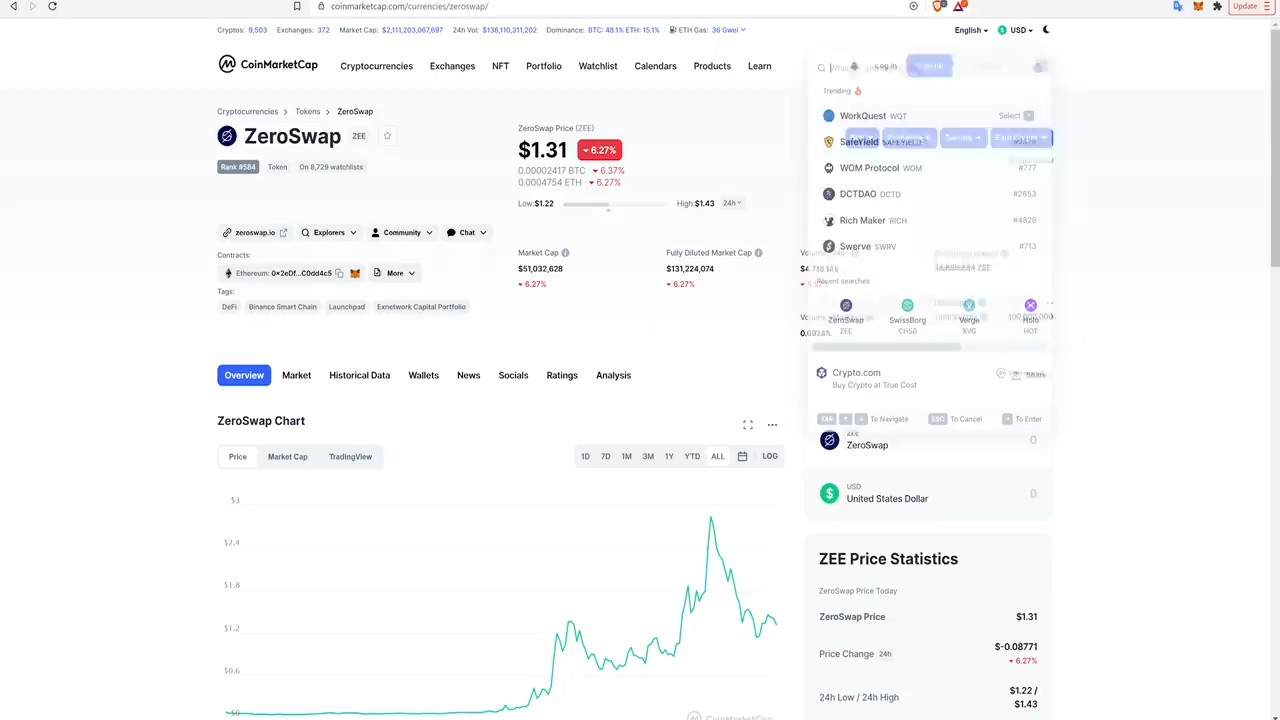 coinmarketcap.com/currencies/zeroswap/
Update
Cryptos: 9,503 Exchanges: 372 Market Cap: $2,111,203,067,697 24h Vol: $138,110,311,202 Dominance: BTC: 48.1% ETH: 15.1% ETH Gas: 36 Gwei
English USD
CoinMarketCap Cryptocurrencies Exchanges NFT Portfolio Watchlist Calendars Products Learn
Log In
Trending
Cryptocurrencies > Tokens > ZeroSwap
ZeroSwap ZEE
Rank #584 Token On 8,729 watchlists
ZeroSwap Price (ZEE)
$1.31 6.27%
0.00002417 BTC 6.37%
0.0004754 ETH 6.27%
Low: $1.22 High: $1.43 24h
WorkQuest WQT Select
SafeYield SAFEYIELD
WOM Protocol WOM #777
DCTDAO DCTD #2653
Rich Maker RICH #4828
Swerve SWRV #713
zeroswap.io Explorers Community Chat
Contracts:
Ethereum: 0x2eDf...C0dd4c5 More
Tags:
DeFi Binance Smart Chain Launchpad Exnetwork Capital Portfolio
Market Cap
$51,032,628
6.27%
Fully Diluted Market Cap
$131,224,074
6.27%
Recent searches
ZeroSwap SwissBorg Verge Holo
ZEE CHSB XVG HOT
Crypto.com
Buy Crypto at True Cost
TAB To Navigate ESC To Cancel To Enter
Overview Market Historical Data Wallets News Socials Ratings Analysis
ZeroSwap Chart
Price Market Cap TradingView
1D 7D 1M 3M 1Y YTD ALL LOG
$3
$2.4
$1.8
$1.2
$0.6
$0
CoinMarketCap
ZEE
ZeroSwap 0
USD
United States Dollar 0
ZEE Price Statistics
ZeroSwap Price Today
ZeroSwap Price $1.31
Price Change 24h $-0.08771
6.27%
24h Low / 24h High $1.22 /
$1.43